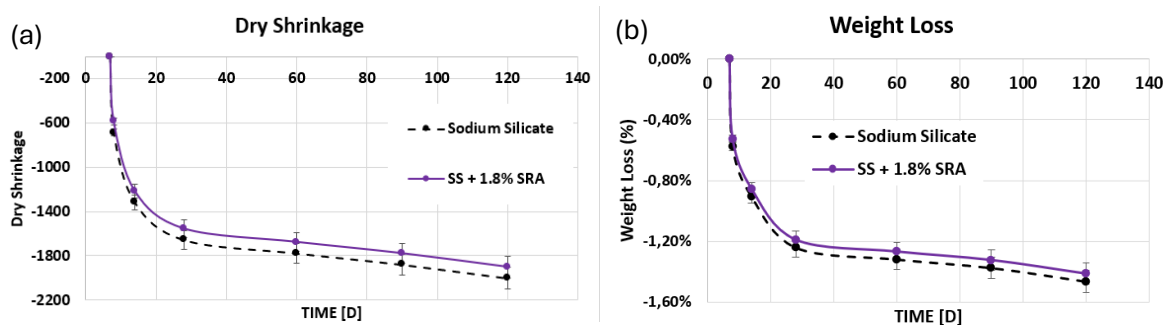 (a)
Dry Shrinkage
-200
-600
-1000
-1400
-1800
-2200
0 20 40 60 80 100 120 140
Dry Shrinkage
TIME [D]
Sodium Silicate
SS + 1.8% SRA
(b)
Weight Loss
0,00%
-0,40%
-0,80%
-1,20%
-1,60%
0 20 40 60 80 100 120 140
Weight Loss (%)
TIME [D]
Sodium Silicate
SS + 1.8% SRA